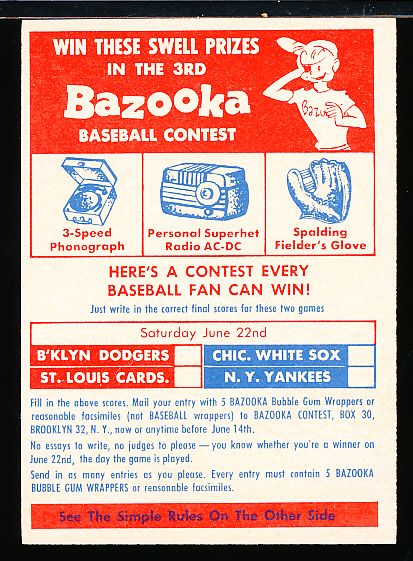 WIN THESE SWELL PRIZES
IN THE 3RD
Bazooka
BASEBALL CONTEST
Bazooka
3-Speed
Phonograph
Personal Superhet
Radio AC-DC
Spalding
Fielder's Glove
HERE'S A CONTEST EVERY
BASEBALL FAN CAN WIN!
Just write in the correct final scores for these two games
Saturday June 22nd
B'KLYN DODGERS
ST. LOUIS CARDS.
CHIC. WHITE SOX
N. Y. YANKEES
Fill in the above scores. Mail your entry with 5 BAZOOKA Bubble Gum Wrappers or
reasonable facsimiles (not BASEBALL wrappers) to BAZOOKA CONTEST, BOX 30,
BROOKLYN 32, N. Y., now or anytime before June 14th.
No essays to write, no judges to please — you know whether you're a winner on
June 22nd, the day the game is played.
Send in as many entries as you please. Every entry must contain 5 BAZOOKA
BUBBLE GUM WRAPPERS or reasonable facsimiles.
See The Simple Rules On The Other Side